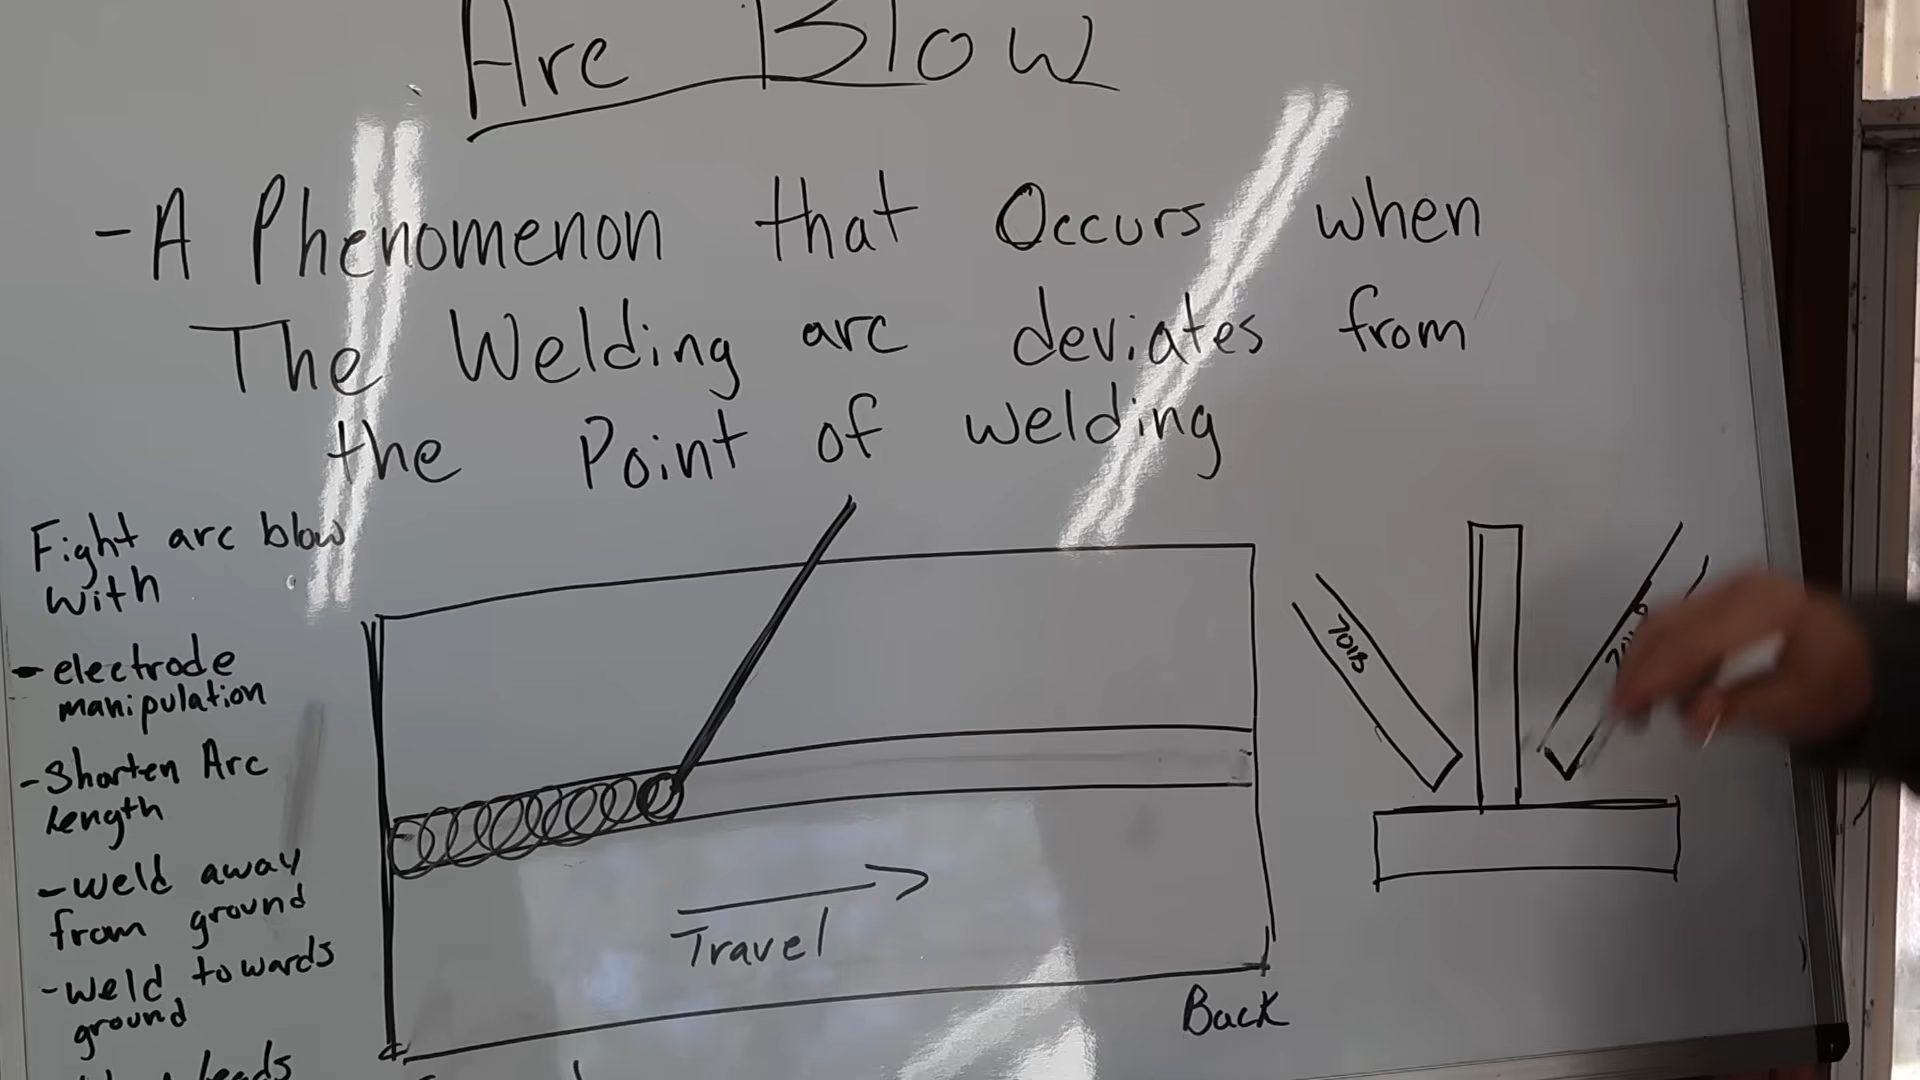 Arc Blow
- A Phenomenon that Occurs when
The Welding arc deviates from
the Point of welding
Fight arc blow
with
- electrode
manipulation
- Shorten Arc
Length
- weld away
from ground
- weld towards
ground
leads
Travel
Back
7018